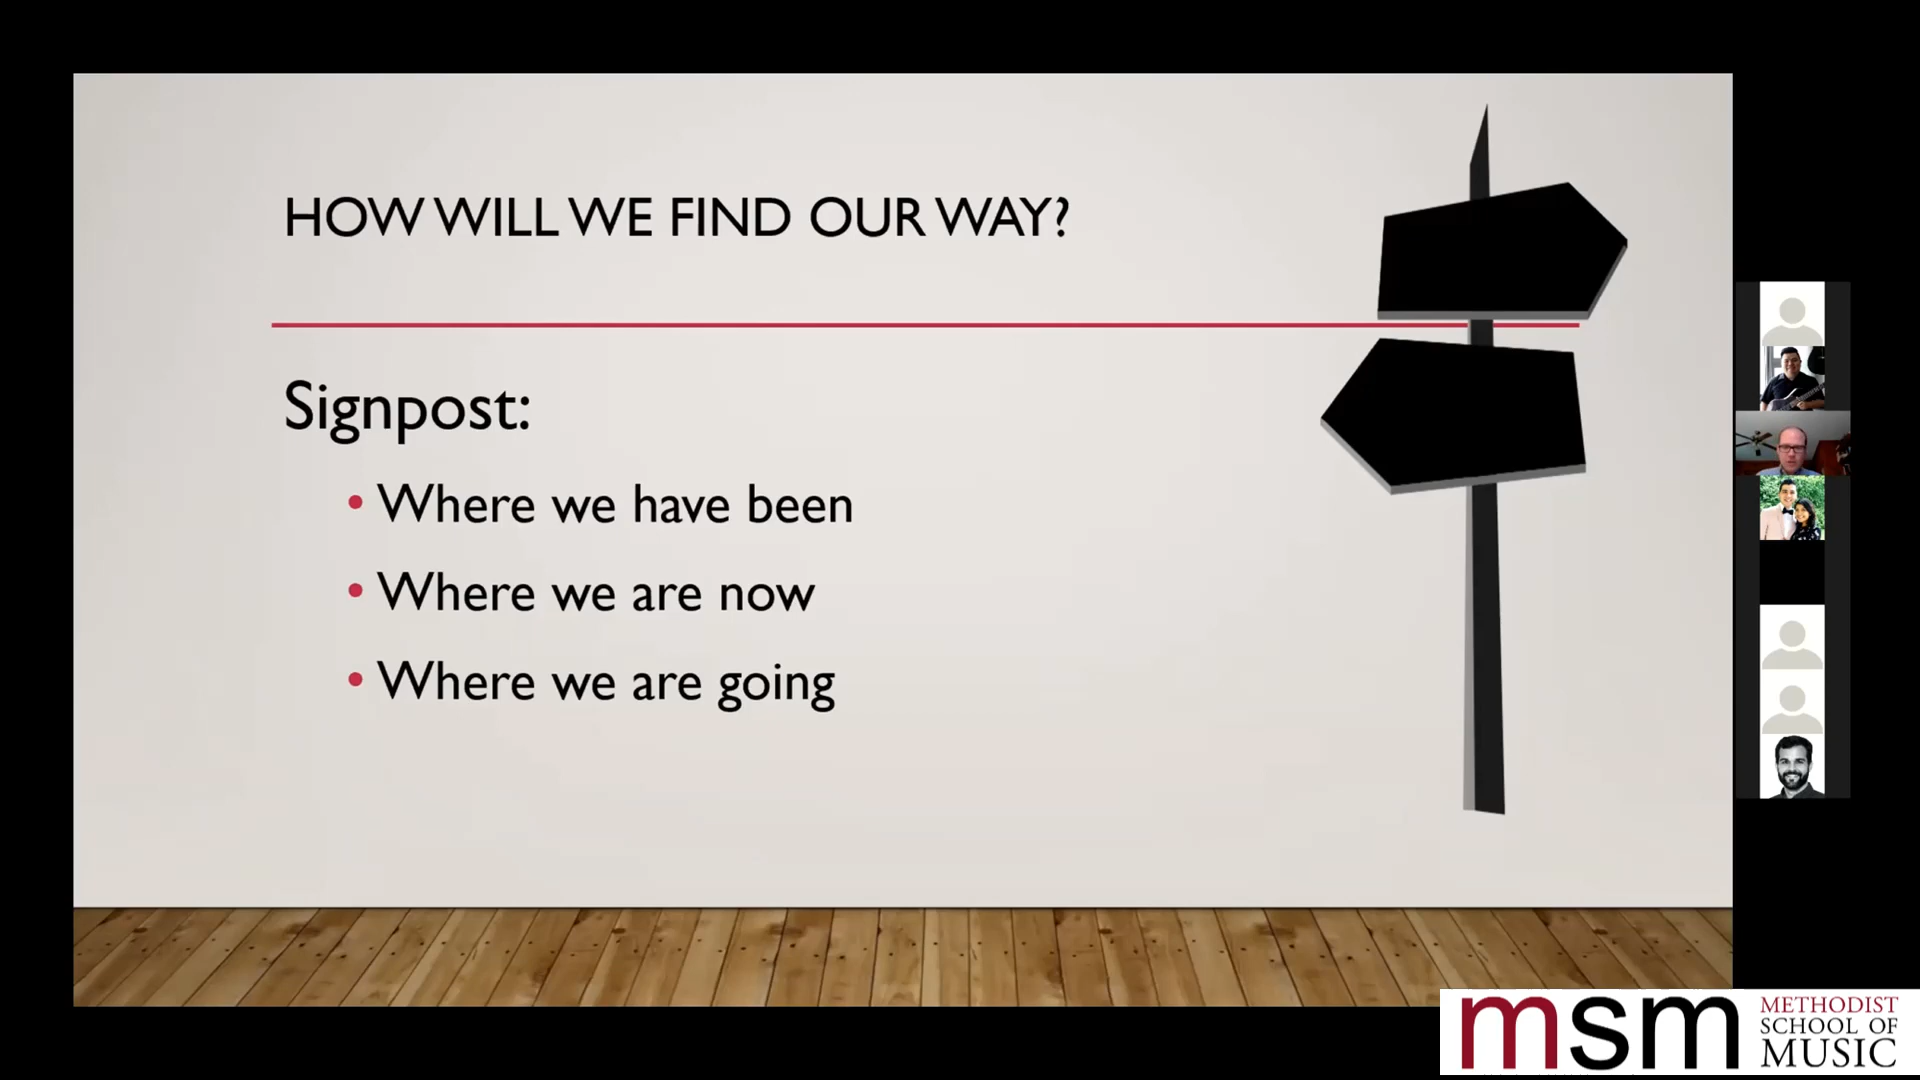 HOW WILL WE FIND OUR WAY?
Signpost:
• Where we have been
• Where we are now
• Where we are going
msm
METHODIST
SCHOOL OF
MUSIC